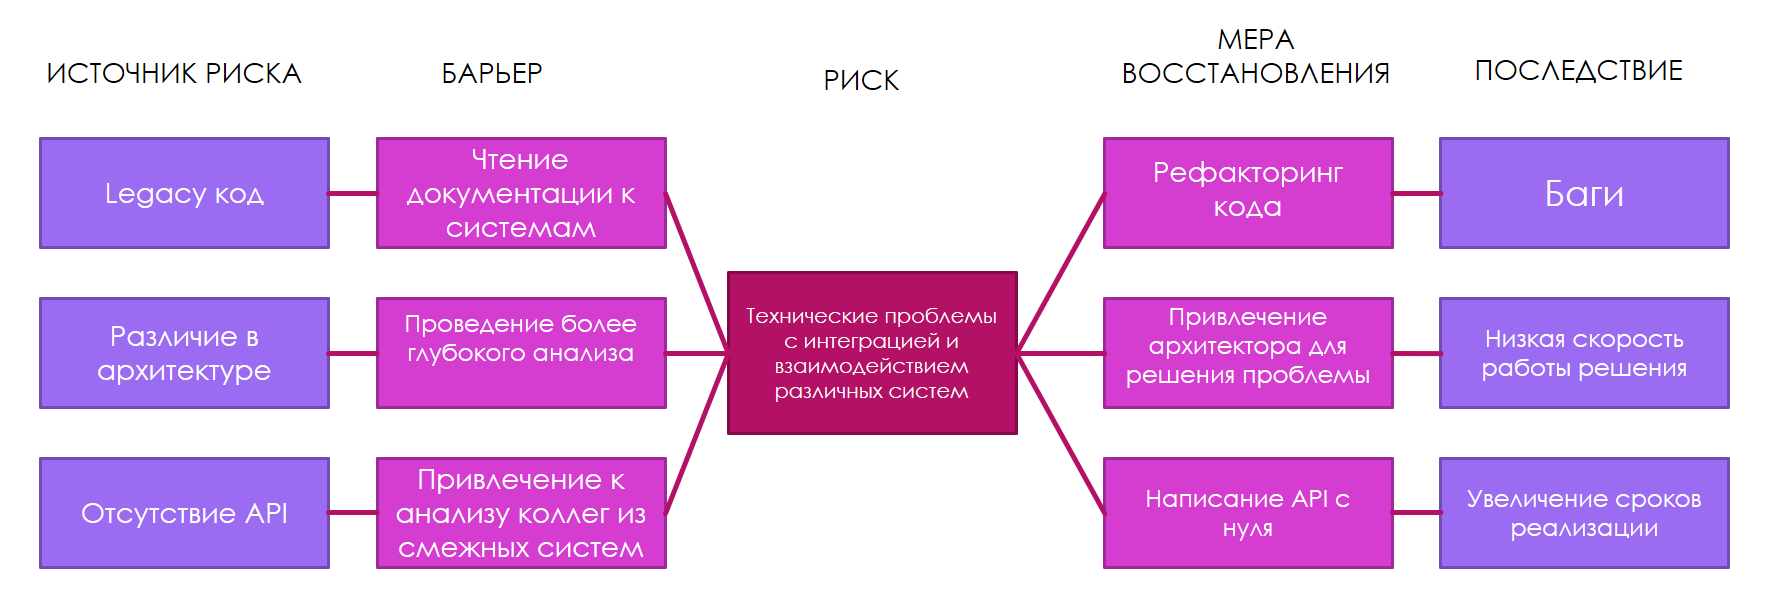 ИСТОЧНИК РИСКА
БАРЬЕР
РИСК
МЕРА
ВОССТАНОВЛЕНИЯ
ПОСЛЕДСТВИЕ
Legacy код
Чтение
документации к
системам
Рефакторинг
кода
Баги
Различие в
архитектуре
Проведение более
глубокого анализа
Технические проблемы
с интеграцией и
взаимодействием
различных систем
Привлечение
архитектора для
решения проблемы
Низкая скорость
работы решения
Отсутствие API
Привлечение к
анализу коллег из
смежных систем
Написание API с
нуля
Увеличение сроков
реализации